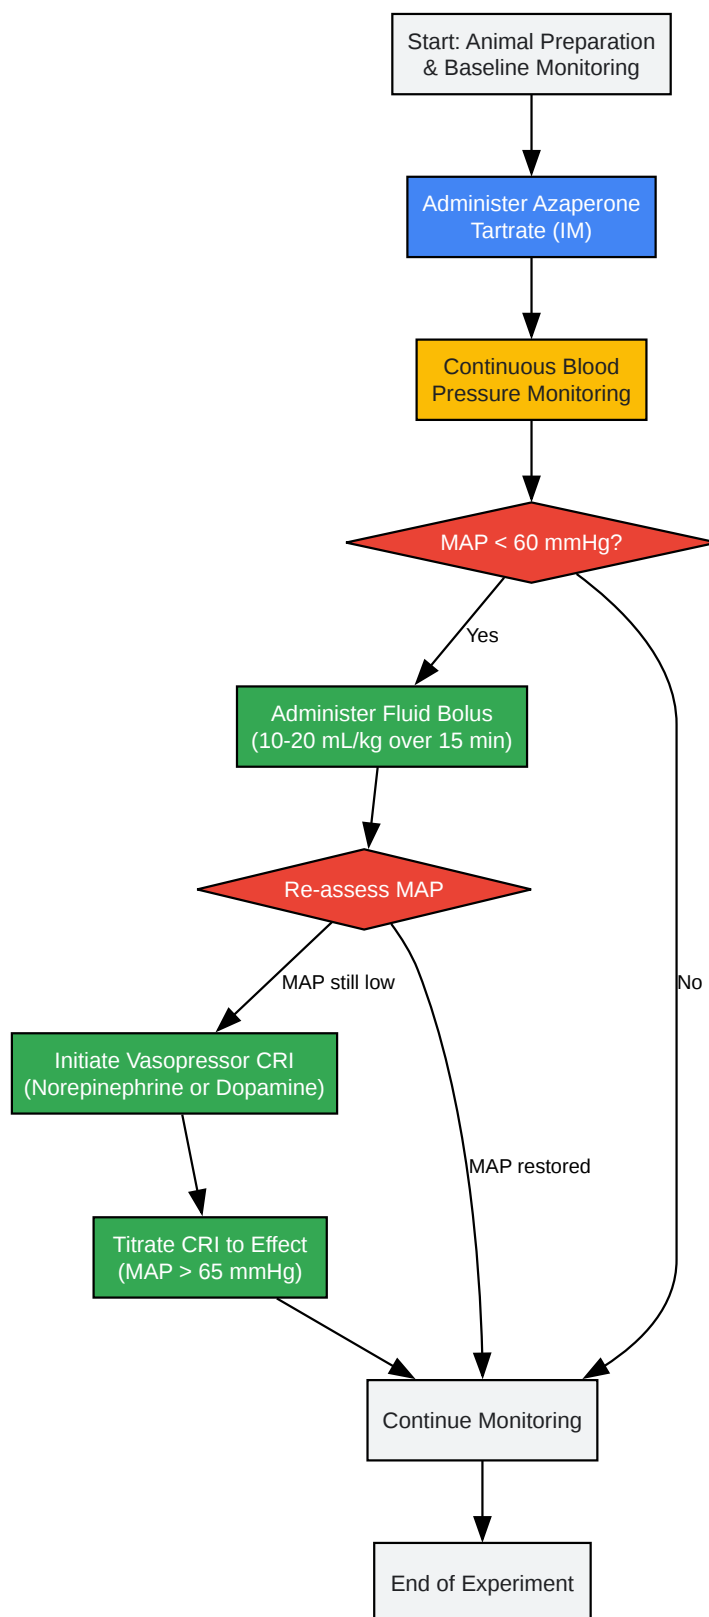 Start: Animal Preparation
& Baseline Monitoring
Administer Azaperone
Tartrate (IM)
Continuous Blood
Pressure Monitoring
MAP < 60 mmHg?
Yes
Administer Fluid Bolus
(10-20 mL/kg over 15 min)
Re-assess MAP
MAP still low
No
Initiate Vasopressor CRI
(Norepinephrine or Dopamine)
MAP restored
Titrate CRI to Effect
(MAP > 65 mmHg)
Continue Monitoring
End of Experiment